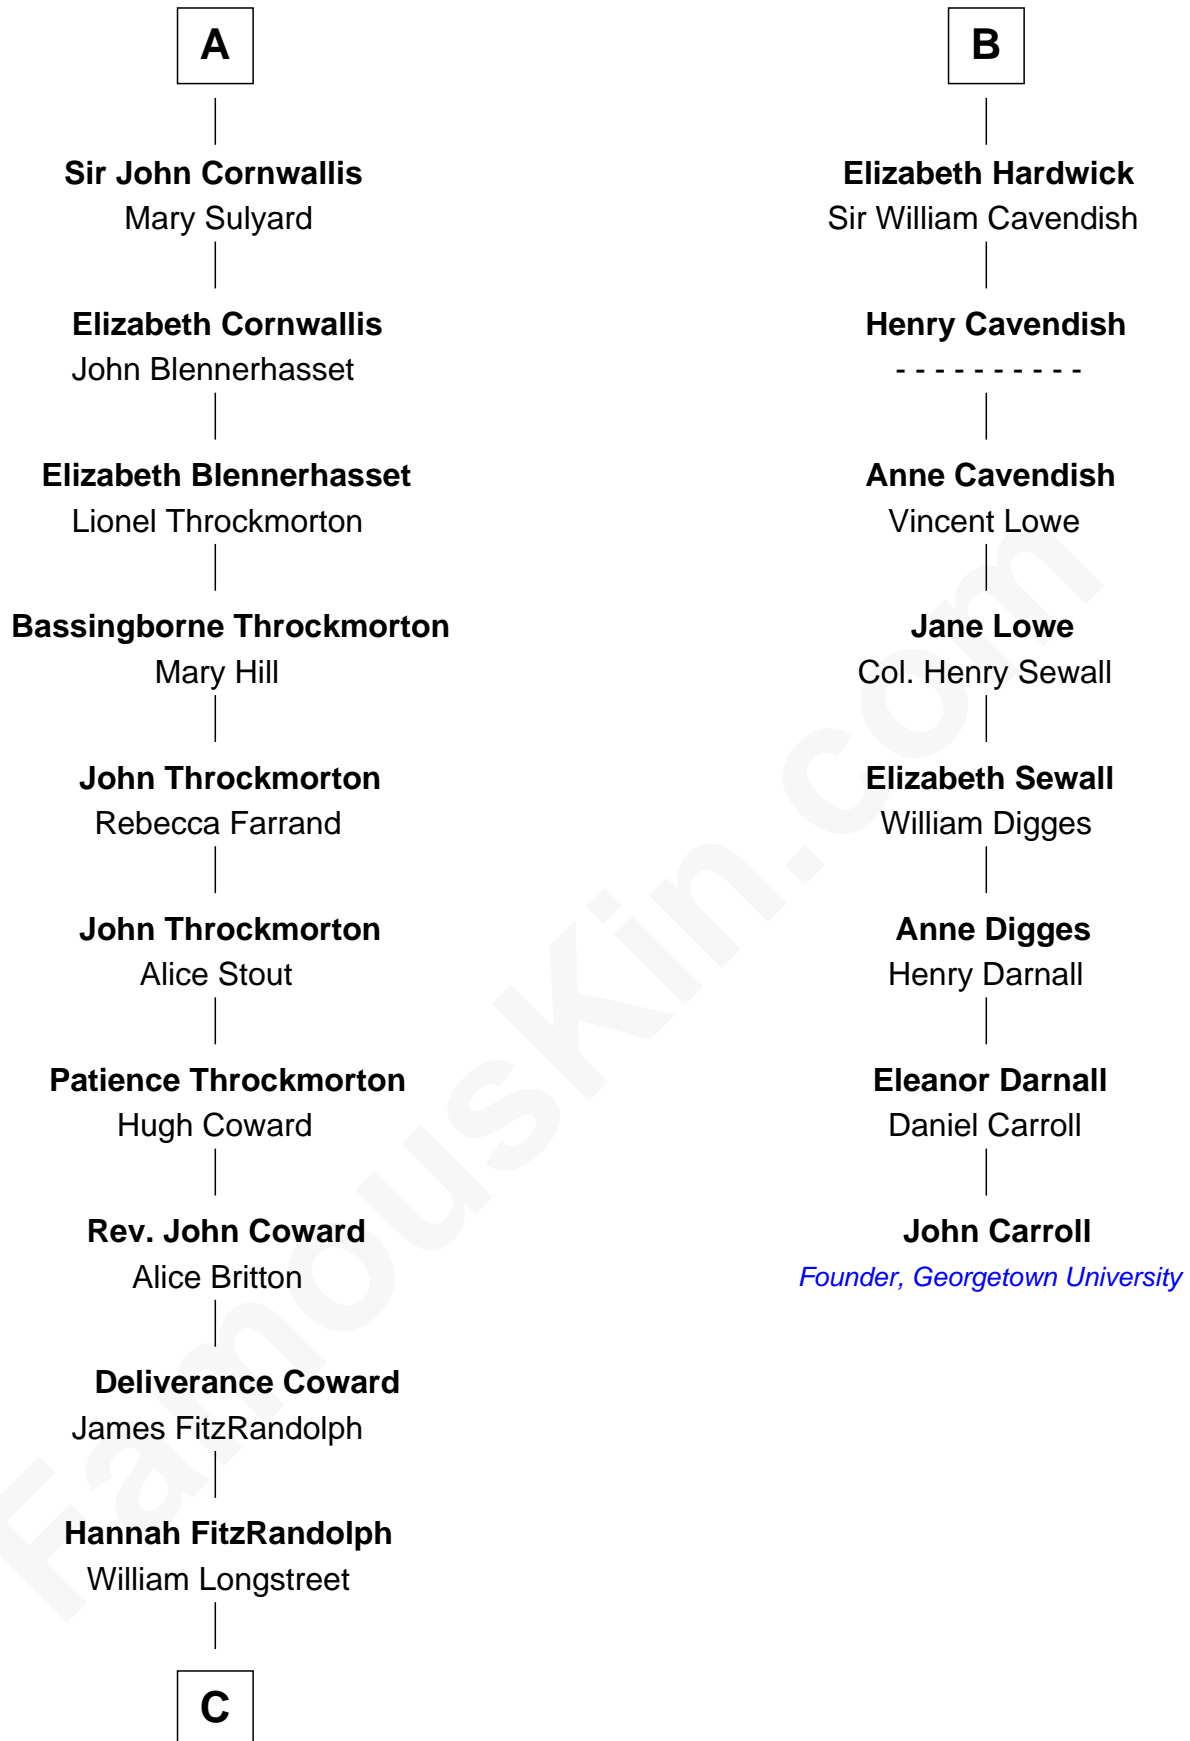 A
Sir John Cornwallis
Mary Sulyard
Elizabeth Cornwallis
John Blennerhasset
Elizabeth Blennerhasset
Lionel Throckmorton
Bassingborne Throckmorton
Mary Hill
John Throckmorton
Rebecca Farrand
John Throckmorton
Alice Stout
Patience Throckmorton
Hugh Coward
Rev. John Coward
Alice Britton
Deliverance Coward
James FitzRandolph
Hannah FitzRandolph
William Longstreet
C
B
Elizabeth Hardwick
Sir William Cavendish
Henry Cavendish
- - - - - - - - - -
Anne Cavendish
Vincent Lowe
Jane Lowe
Col. Henry Sewall
Elizabeth Sewall
William Digges
Anne Digges
Henry Darnall
Eleanor Darnall
Daniel Carroll
John Carroll
Founder, Georgetown University
FamousKin.com